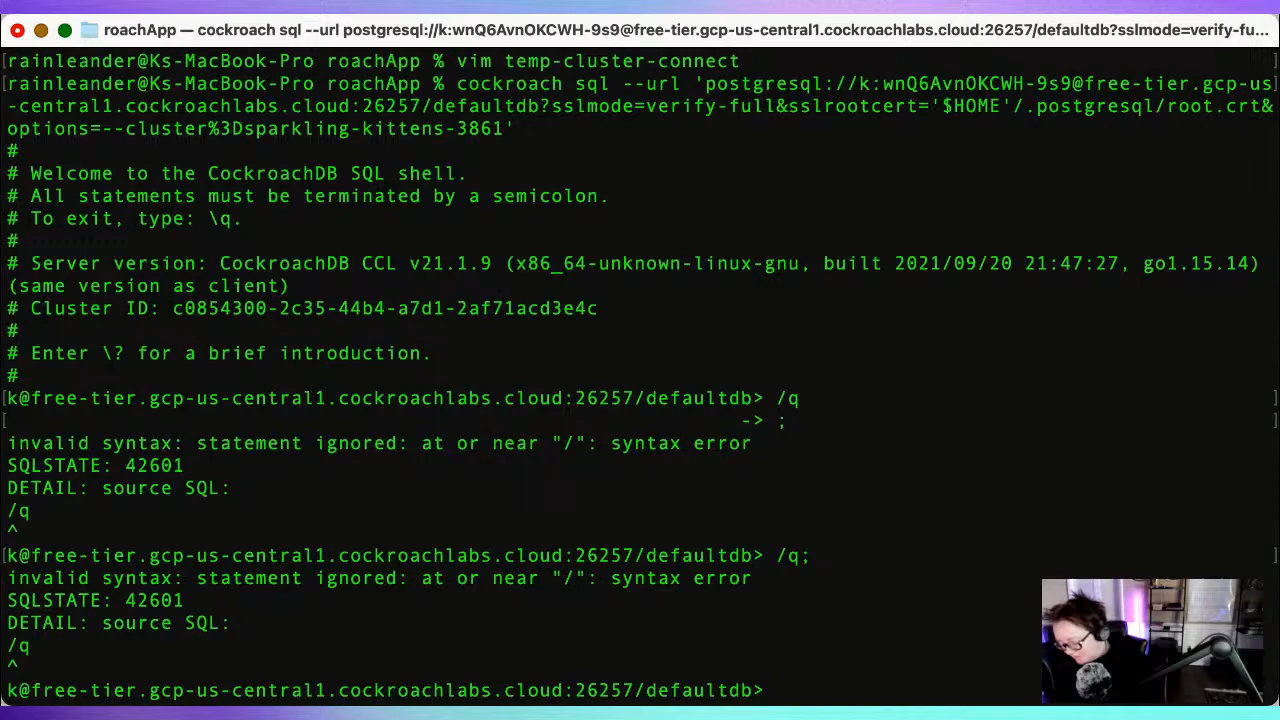 roachApp — cockroach sql --url postgresql://k:wnQ6AvnOKCWH-9s9@free-tier.gcp-us-central1.cockroachlabs.cloud:26257/defaultdb?sslmode=verify-fu...
[rainleander@Ks-MacBook-Pro roachApp % vim temp-cluster-connect
[rainleander@Ks-MacBook-Pro roachApp % cockroach sql --url 'postgresql://k:wnQ6AvnOKCWH-9s9@free-tier.gcp-us]
-central1.cockroachlabs.cloud:26257/defaultdb?sslmode=verify-full&sslrootcert='$HOME'/.postgresql/root.crt&
options=--cluster%3Dsparkling-kittens-3861'
#
# Welcome to the CockroachDB SQL shell.
# All statements must be terminated by a semicolon.
# To exit, type: \q.
#
# Server version: CockroachDB CCL v21.1.9 (x86_64-unknown-linux-gnu, built 2021/09/20 21:47:27, go1.15.14)
(same version as client)
# Cluster ID: c0854300-2c35-44b4-a7d1-2af71acd3e4c
#
# Enter \? for a brief introduction.
#
[k@free-tier.gcp-us-central1.cockroachlabs.cloud:26257/defaultdb> /q ]
[ -> ; ]
invalid syntax: statement ignored: at or near "/": syntax error
SQLSTATE: 42601
DETAIL: source SQL:
/q
^
[k@free-tier.gcp-us-central1.cockroachlabs.cloud:26257/defaultdb> /q; ]
invalid syntax: statement ignored: at or near "/": syntax error
SQLSTATE: 42601
DETAIL: source SQL:
/q
^
k@free-tier.gcp-us-central1.cockroachlabs.cloud:26257/defaultdb>